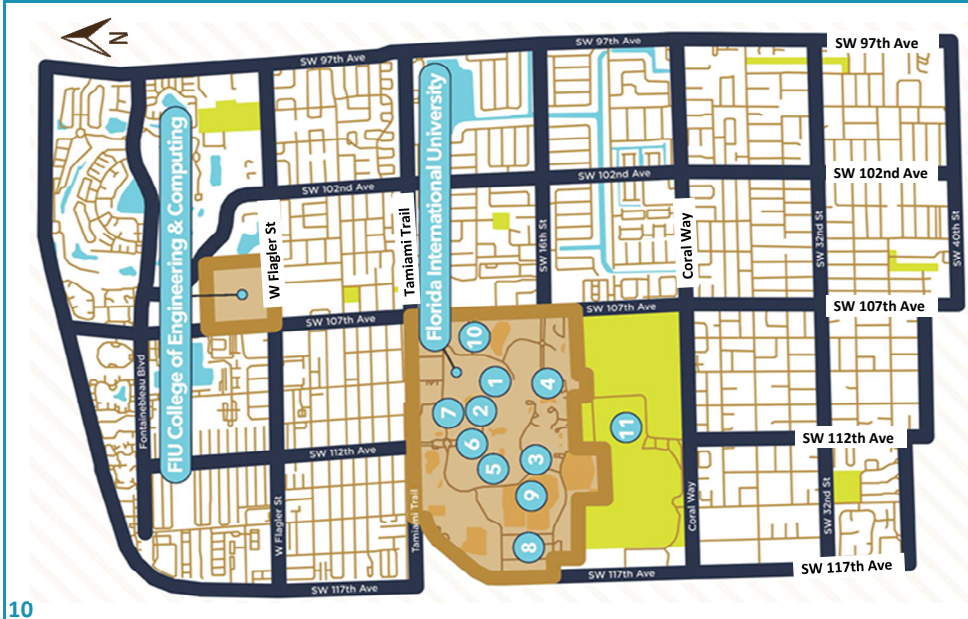 N
SW 97th Ave
SW 97th Ave
SW 97th Ave
FIU College of Engineering & Computing
Florida International University
SW 102nd Ave
SW 102nd Ave
SW 102nd Ave
W Flagler St
Tamiami Trail
SW 16th St
Coral Way
SW 32nd St
SW 40th St
SW 107th Ave
SW 107th Ave
SW 107th Ave
Fontainebleau Blvd
10
1
4
7
2
11
6
5
3
9
8
SW 112th Ave
SW 112th Ave
W Flagler St
Tamiami Trail
Coral Way
SW 32nd St
SW 117th Ave
SW 117th Ave
SW 117th Ave
10